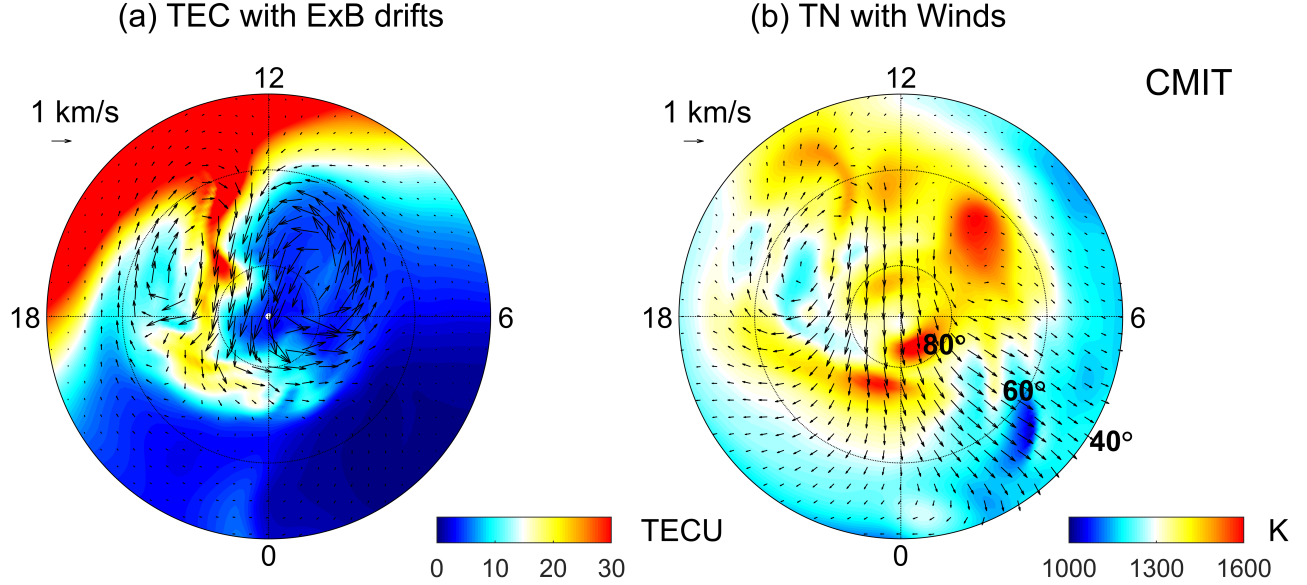 (a) TEC with ExB drifts
(b) TN with Winds
12
12
CMIT
1 km/s
1 km/s
18
6
18
6
80°
60°
40°
TECU
K
0
0
0 10 20 30
1000 1300 1600